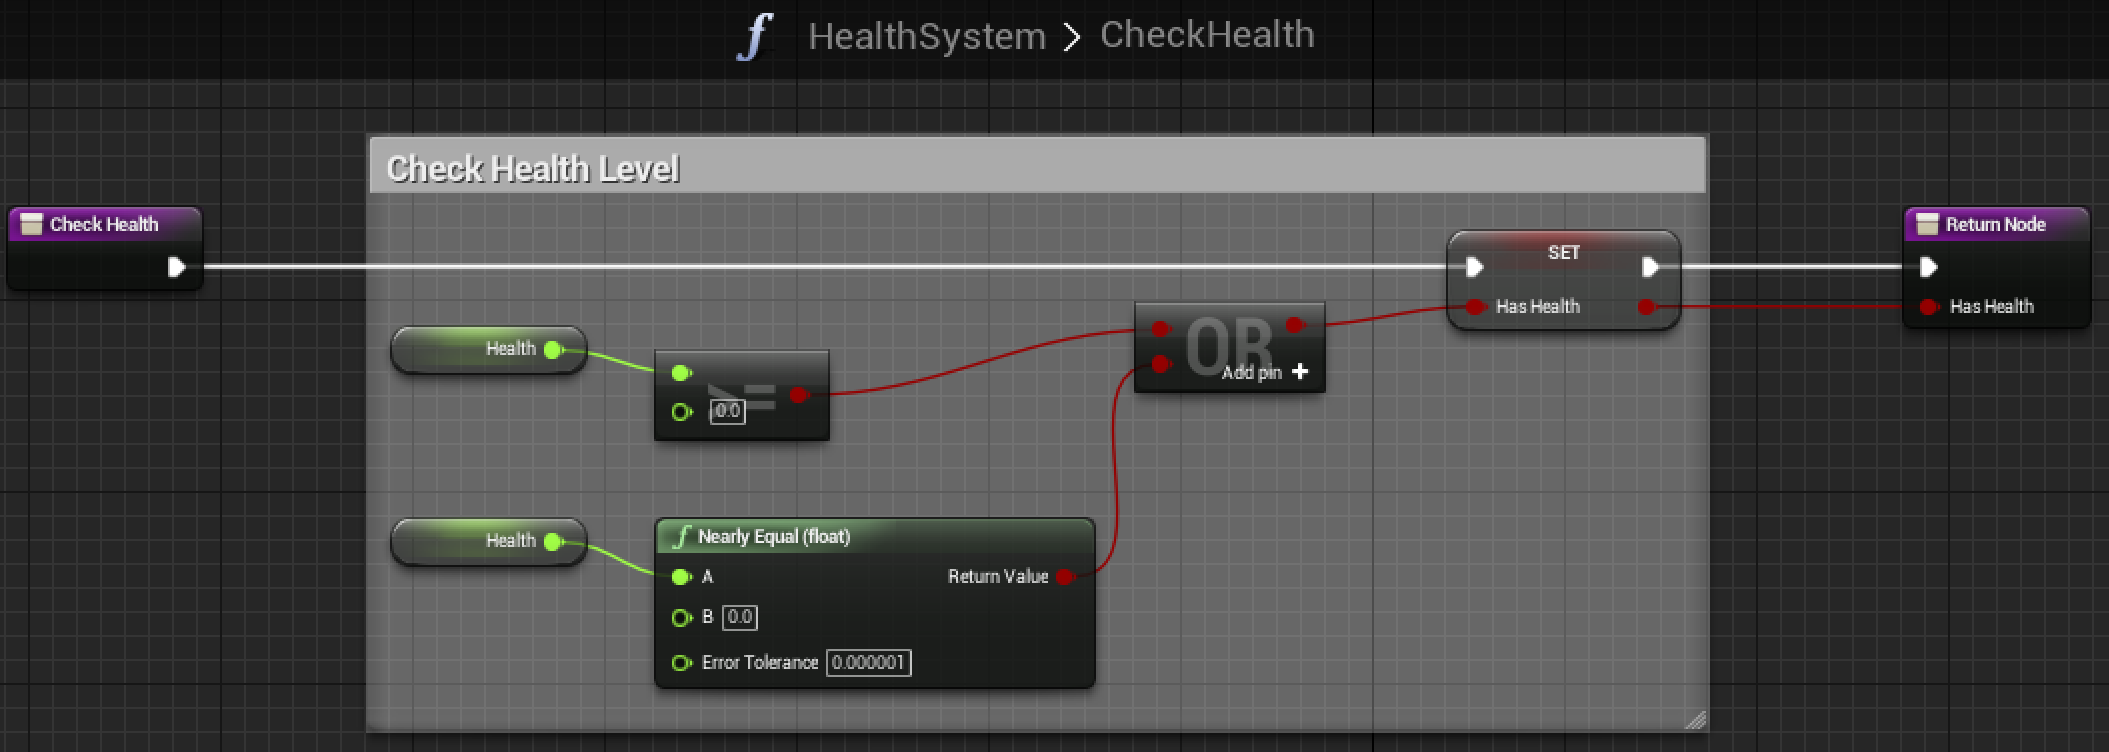 HealthSystem > CheckHealth
Check Health Level
Check Health
Return Node
SET
Has Health
Has Health
Health
>=
0.0
OR
Add pin +
Health
f Nearly Equal (float)
A
Return Value
B 0.0
Error Tolerance 0.000001